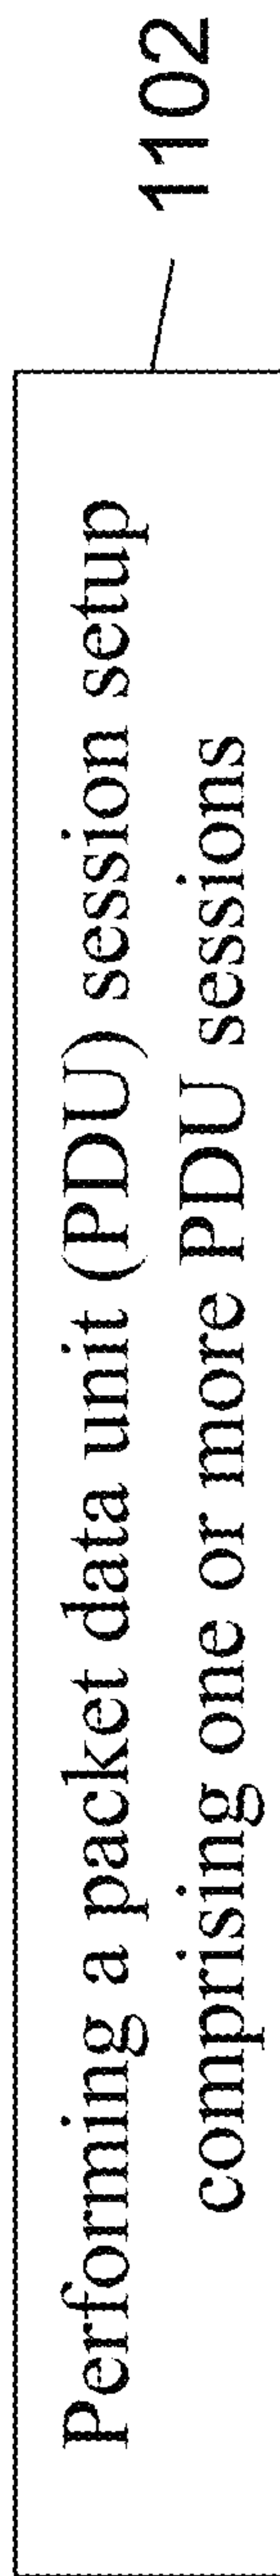 Performing a packet data unit (PDU) session setup
comprising one or more PDU sessions
1102